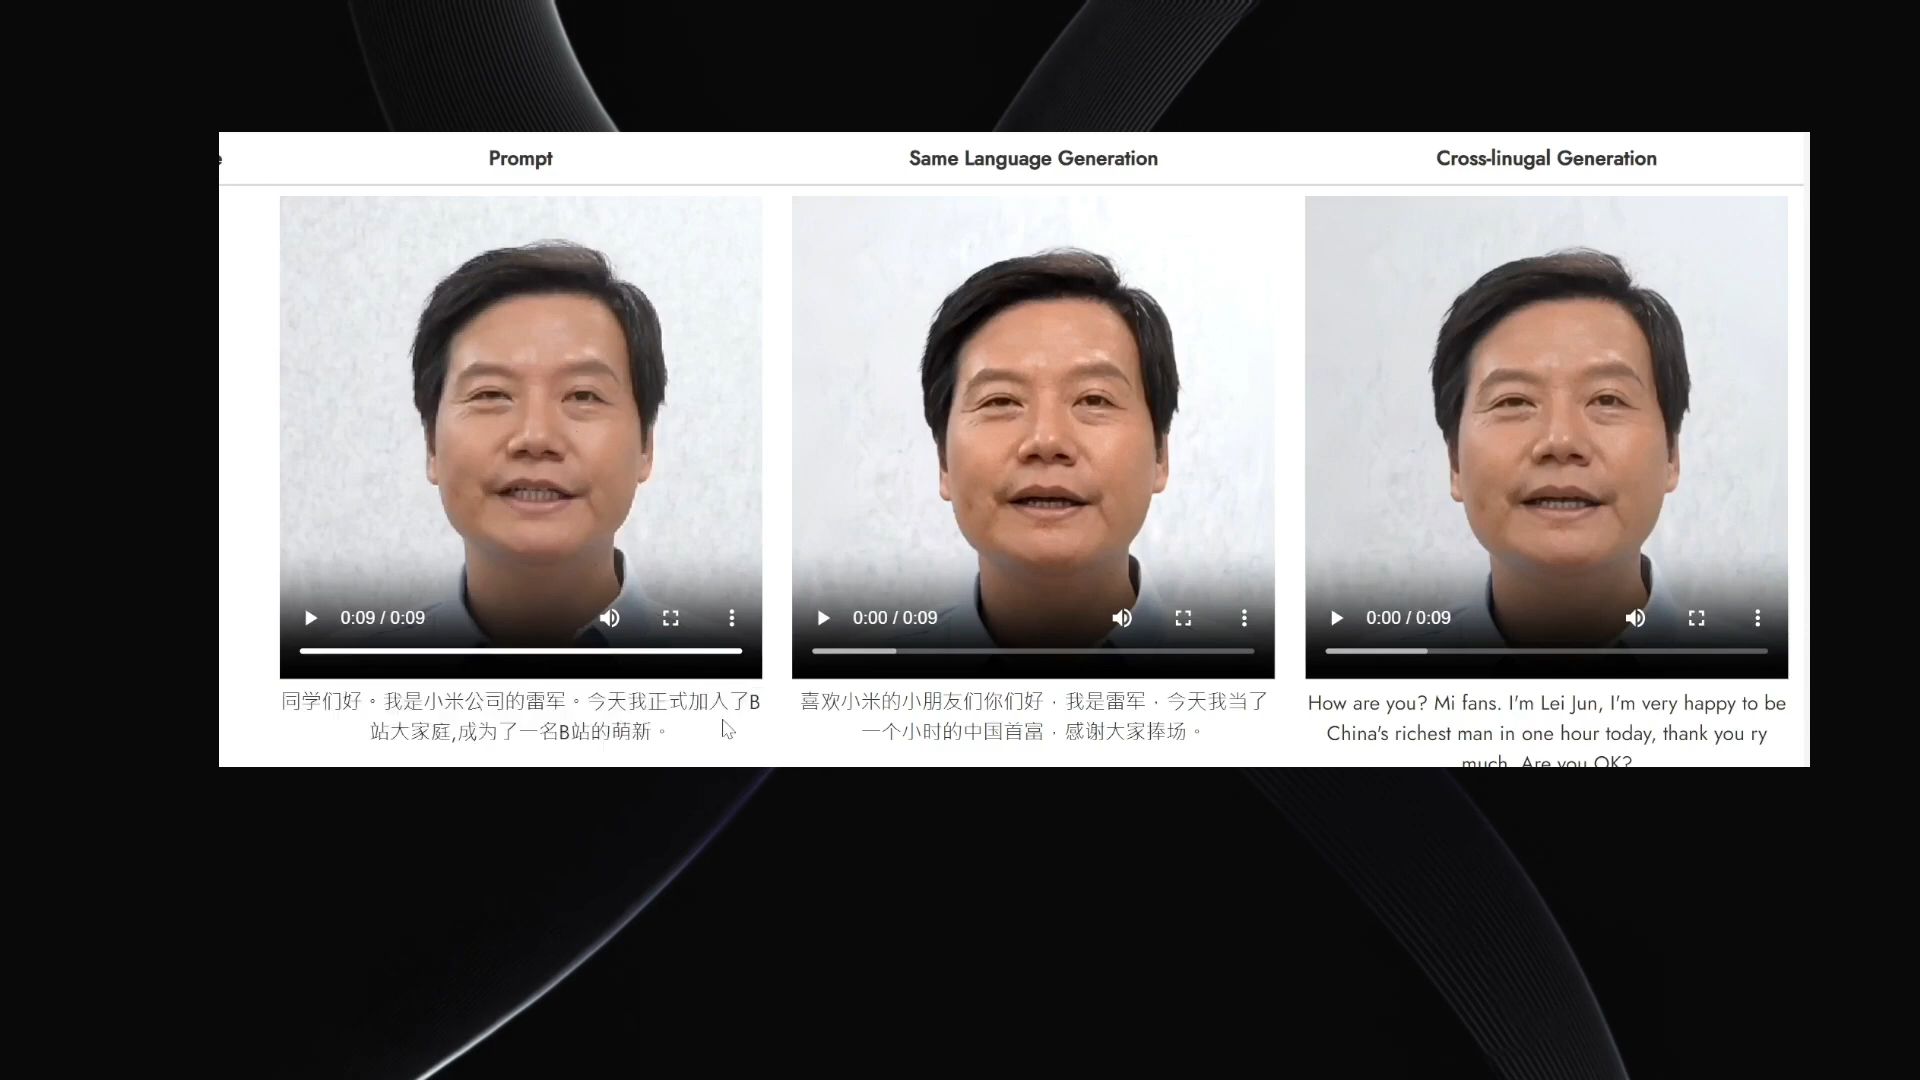 Prompt
Same Language Generation
Cross-linugal Generation
0:09 / 0:09
0:00 / 0:09
0:00 / 0:09
同学们好。我是小米公司的雷军。今天我正式加入了B
站大家庭,成为了一名B站的萌新。
喜欢小米的小朋友们你们好，我是雷军，今天我当了
一个小时的中国首富，感谢大家捧场。
How are you? Mi fans. I'm Lei Jun, I'm very happy to be
China's richest man in one hour today, thank you ry
much. Are you OK?